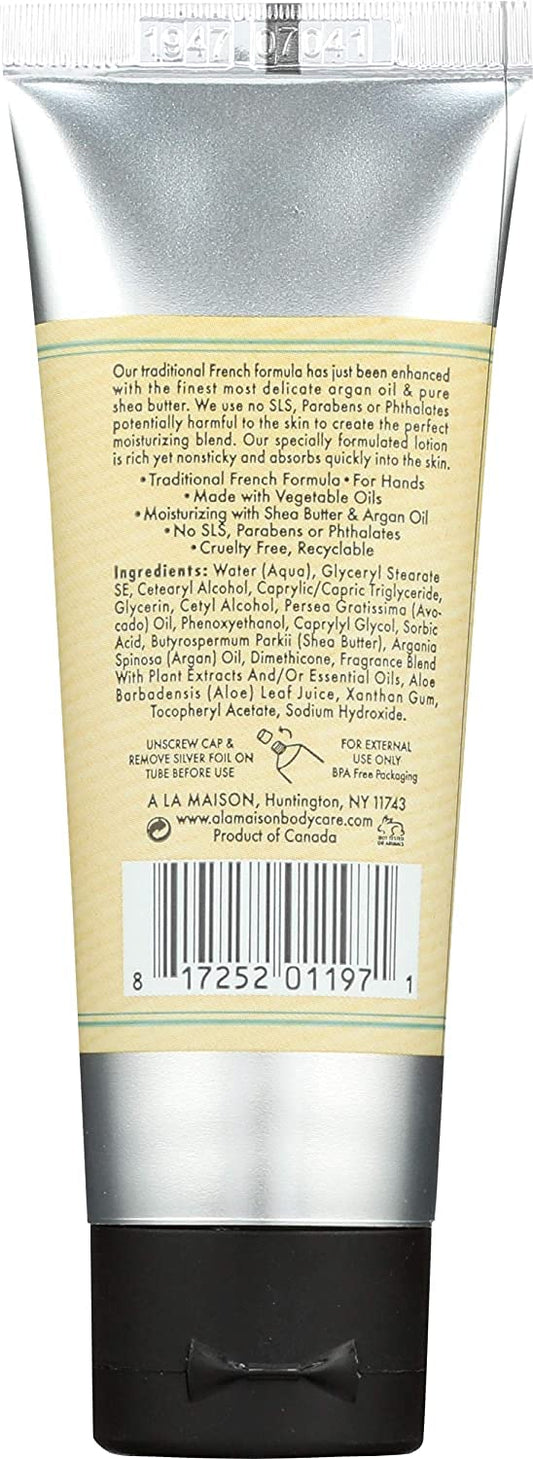 1947 07041
Our traditional French formula has just been enhanced
with the finest most delicate argan oil & pure
shea butter. We use no SLS, Parabens or Phthalates
potentially harmful to the skin to create the perfect
moisturizing blend. Our specially formulated lotion
is rich yet nonsticky and absorbs quickly into the skin.
• Traditional French Formula • For Hands
• Made with Vegetable Oils
• Moisturizing with Shea Butter & Argan Oil
• No SLS, Parabens or Phthalates
• Cruelty Free, Recyclable
Ingredients: Water (Aqua), Glyceryl Stearate
SE, Cetearyl Alcohol, Caprylic/Capric Triglyceride,
Glycerin, Cetyl Alcohol, Persea Gratissima (Avo-
cado) Oil, Phenoxyethanol, Caprylyl Glycol, Sorbic
Acid, Butyrospermum Parkii (Shea Butter), Argania
Spinosa (Argan) Oil, Dimethicone, Fragrance Blend
With Plant Extracts And/Or Essential Oils, Aloe
Barbadensis (Aloe) Leaf Juice, Xanthan Gum,
Tocopheryl Acetate, Sodium Hydroxide.
UNSCREW CAP &
REMOVE SILVER FOIL ON
TUBE BEFORE USE
FOR EXTERNAL
USE ONLY
BPA Free Packaging
A LA MAISON, Huntington, NY 11743
www.alamaisonbodycare.com
Product of Canada
NOT TESTED
ON ANIMALS
8 17252 01197 1